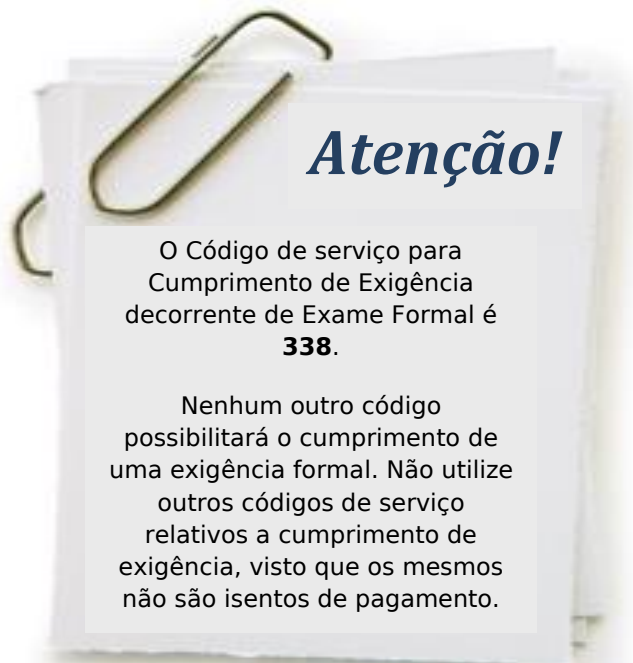 Atenção!
O Código de serviço para
Cumprimento de Exigência
decorrente de Exame Formal é
338.
Nenhum outro código
possibilitará o cumprimento de
uma exigência formal. Não utilize
outros códigos de serviço
relativos a cumprimento de
exigência, visto que os mesmos
não são isentos de pagamento.